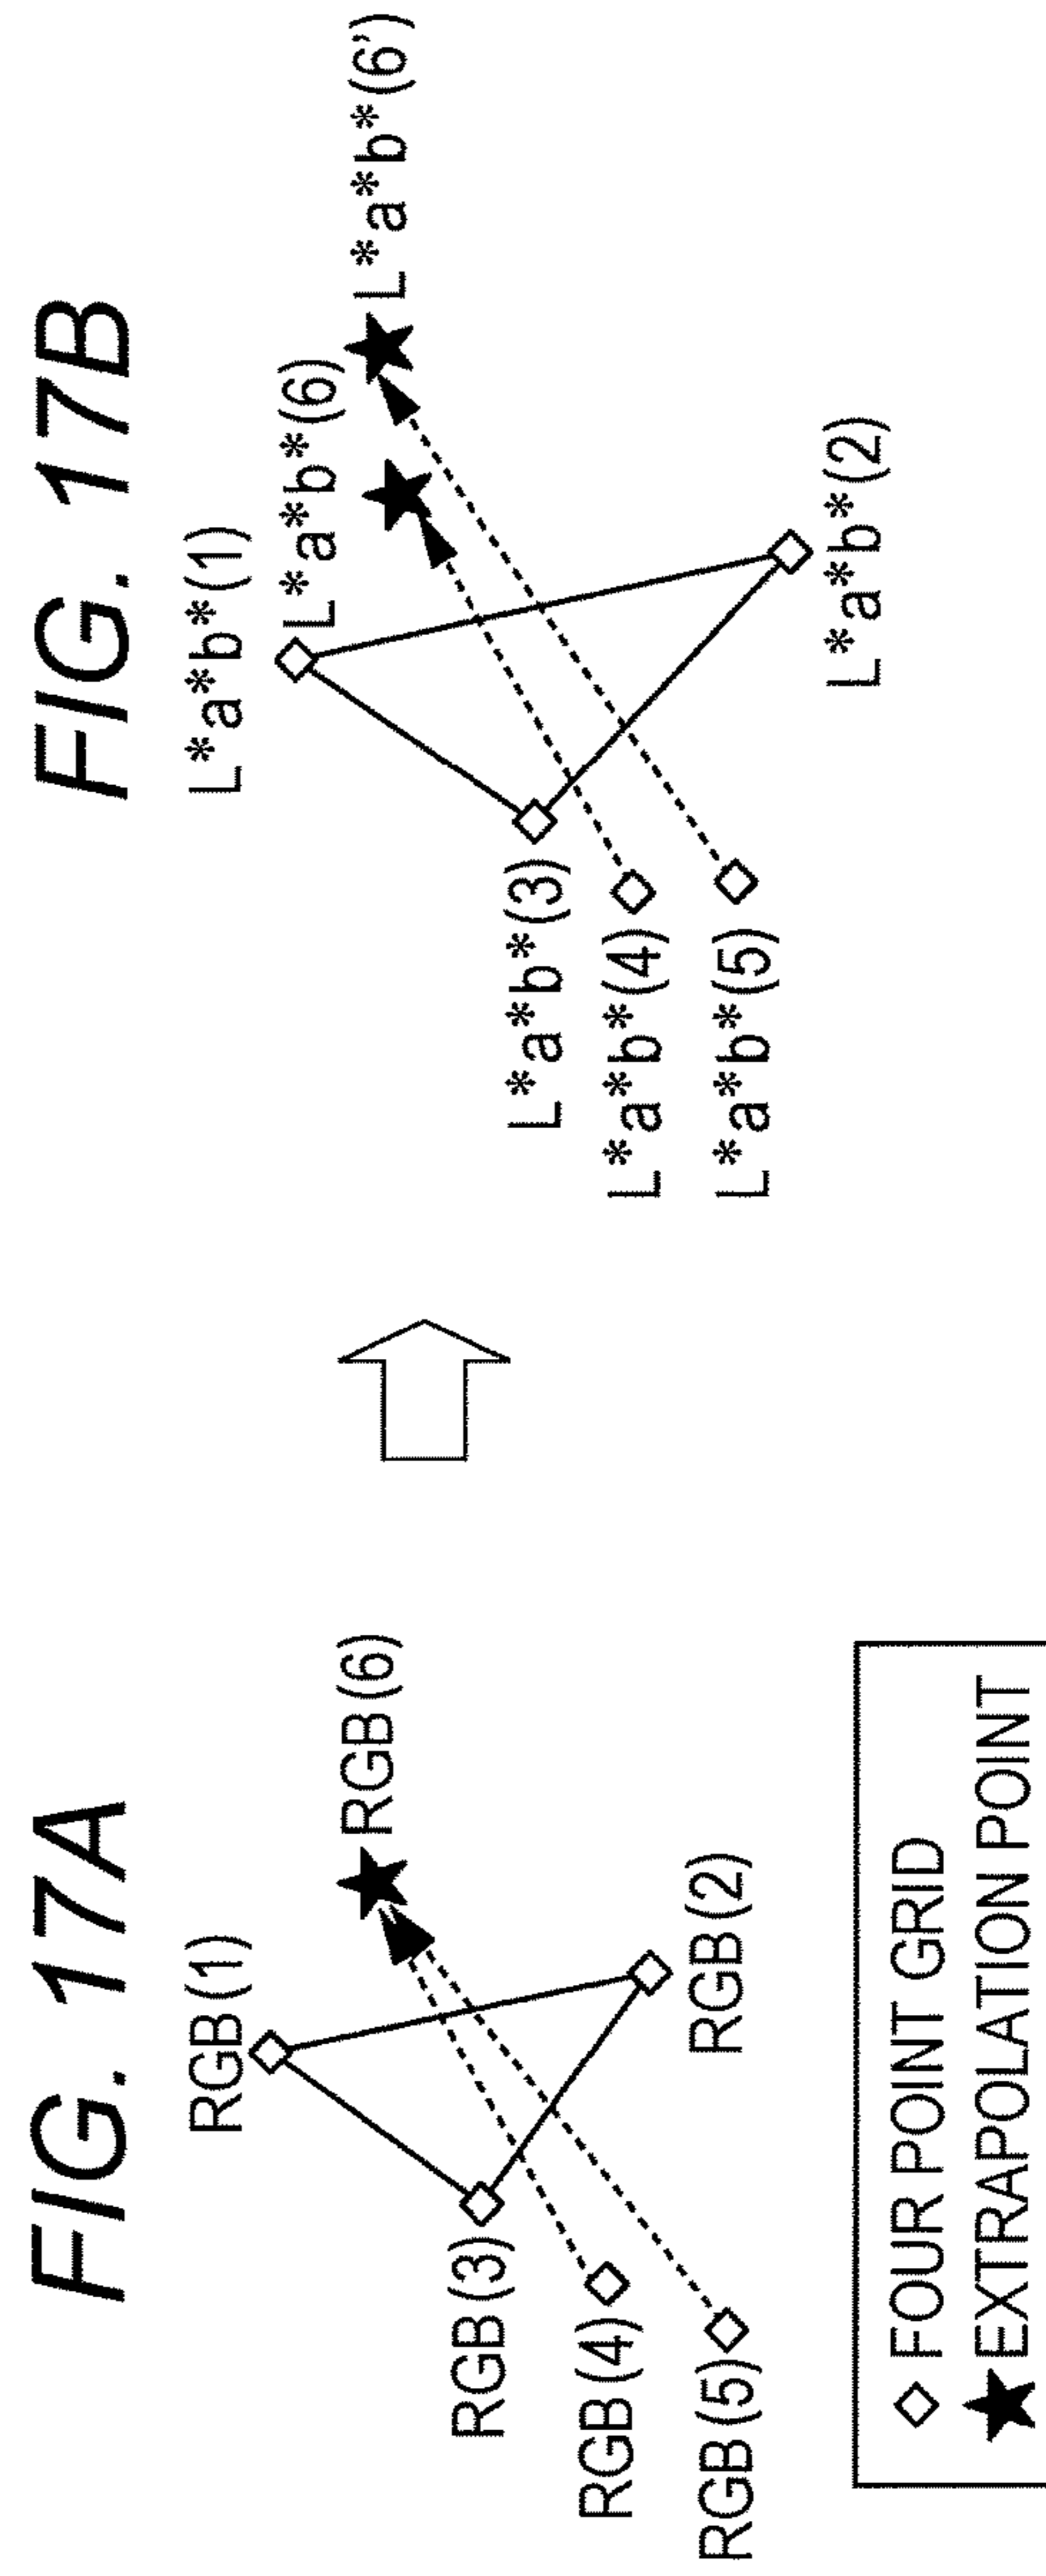 FIG. 17A
RGB (1)
RGB (6)
RGB (3)
RGB (4)
RGB (2)
RGB (5)
FOUR POINT GRID
EXTRAPOLATION POINT
FIG. 17B
L*a*b*(1)
L*a*b*(6)
L*a*b*(6')
L*a*b*(3)
L*a*b*(4)
L*a*b*(5)
L*a*b*(2)